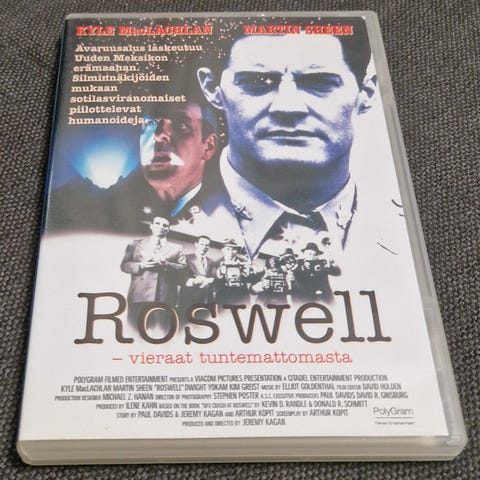 KYLE MacLACHLAN MARTIN SHEEN
Avaruusalus laskeutuu
Uuden Meksikon
erämaahan.
Silminnäkijöiden
mukaan
sotilasviranomaiset
piilottelevat
humanoideja.
Roswell
– vieraat tuntemattomasta
POLYGRAM FILMED ENTERTAINMENT PRESENTS A VIACOM PICTURES PRESENTATION A CITADEL ENTERTAINMENT PRODUCTION
KYLE MacLACHLAN MARTIN SHEEN "ROSWELL" DWIGHT YOKAM KIM GREIST MUSIC BY ELLIOT GOLDENTHAL FILM EDITOR DAVID HOLDEN
PRODUCTION DESIGNER MICHAEL Z. HANAN DIRECTOR OF PHOTOGRAPHY STEPHEN POSTER A.S.C. EXECUTIVE PRODUCERS PAUL DAVIDS DAVID R. GINSBURG
PRODUCED BY ILENE KAHN BASED ON THE BOOK "UFO CRASH AT ROSWELL" BY KEVIN D. RANDLE & DONALD R. SCHMITT
STORY BY PAUL DAVIDS & JEREMY KAGAN AND ARTHUR KOPIT SCREENPLAY BY ARTHUR KOPIT
PRODUCED AND DIRECTED BY JEREMY KAGAN
PolyGram
Filmed Entertainment